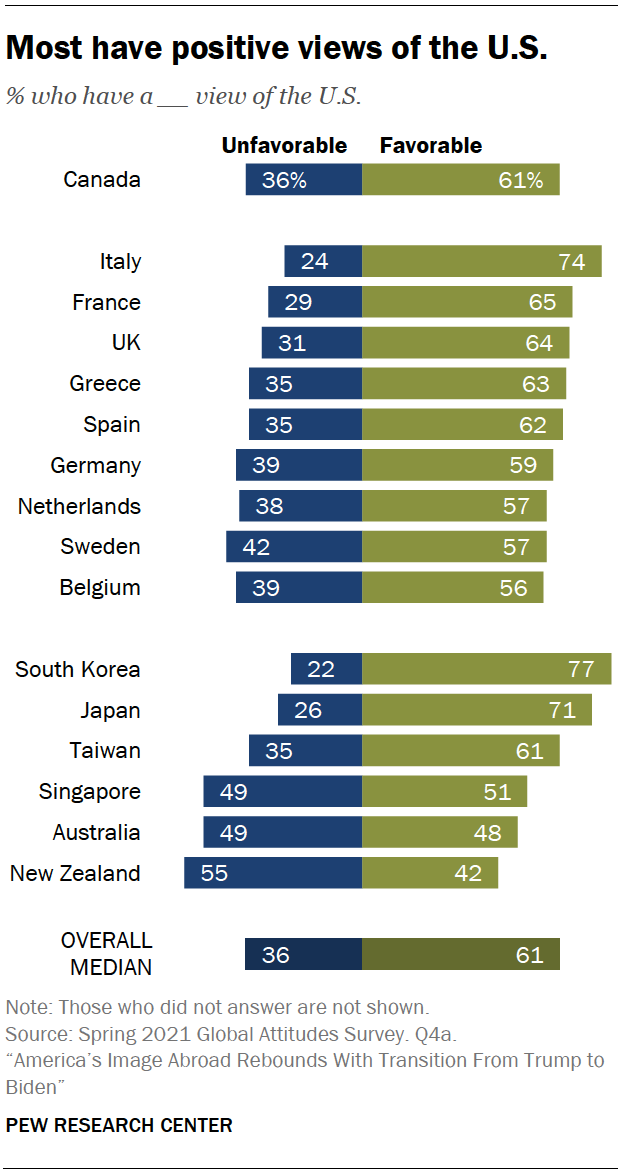 Most have positive views of the U.S.
% who have a __ view of the U.S.
Unfavorable Favorable
Canada 36% 61%
Italy 24 74
France 29 65
UK 31 64
Greece 35 63
Spain 35 62
Germany 39 59
Netherlands 38 57
Sweden 42 57
Belgium 39 56
South Korea 22 77
Japan 26 71
Taiwan 35 61
Singapore 49 51
Australia 49 48
New Zealand 55 42
OVERALL
MEDIAN 36 61
Note: Those who did not answer are not shown.
Source: Spring 2021 Global Attitudes Survey. Q4a.
“America’s Image Abroad Rebounds With Transition From Trump to
Biden”
PEW RESEARCH CENTER